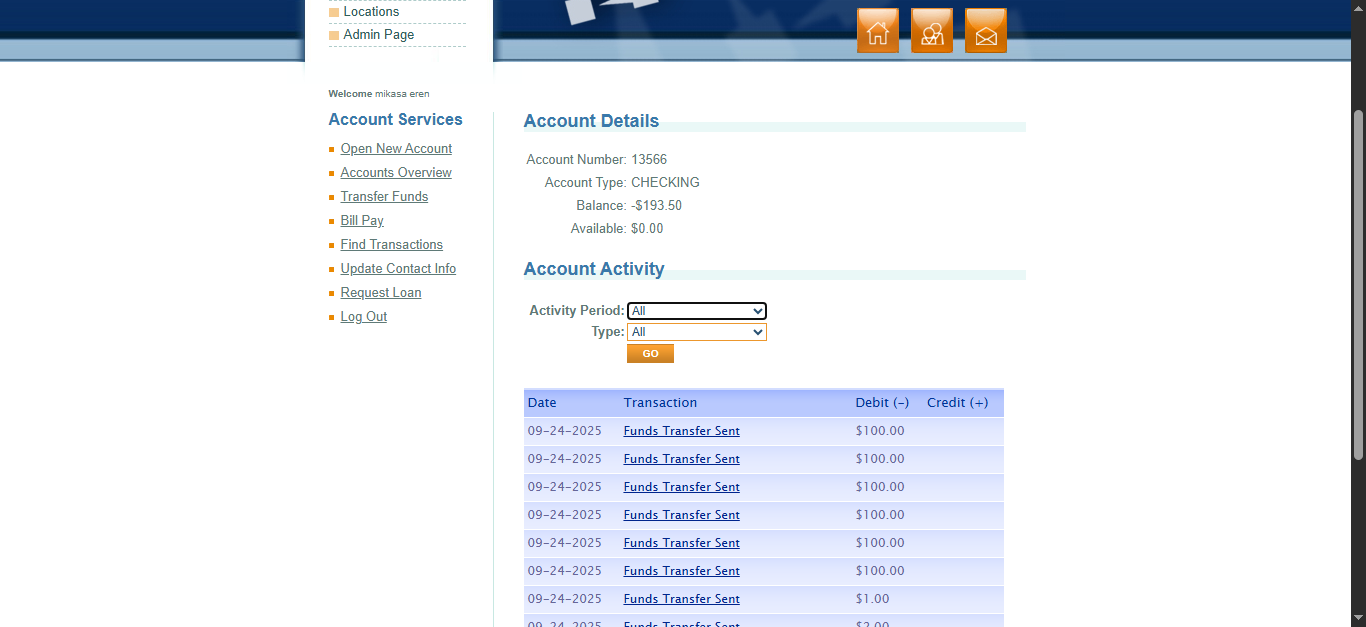 Locations
Admin Page
Welcome mikasa eren
Account Services
Open New Account
Accounts Overview
Transfer Funds
Bill Pay
Find Transactions
Update Contact Info
Request Loan
Log Out
Account Details
Account Number: 13566
Account Type: CHECKING
Balance: -$193.50
Available: $0.00
Account Activity
Activity Period: All
Type: All
GO
Date Transaction Debit (-) Credit (+)
09-24-2025 Funds Transfer Sent $100.00
09-24-2025 Funds Transfer Sent $100.00
09-24-2025 Funds Transfer Sent $100.00
09-24-2025 Funds Transfer Sent $100.00
09-24-2025 Funds Transfer Sent $100.00
09-24-2025 Funds Transfer Sent $100.00
09-24-2025 Funds Transfer Sent $1.00
09-24-2025 Funds Transfer Sent $2.00